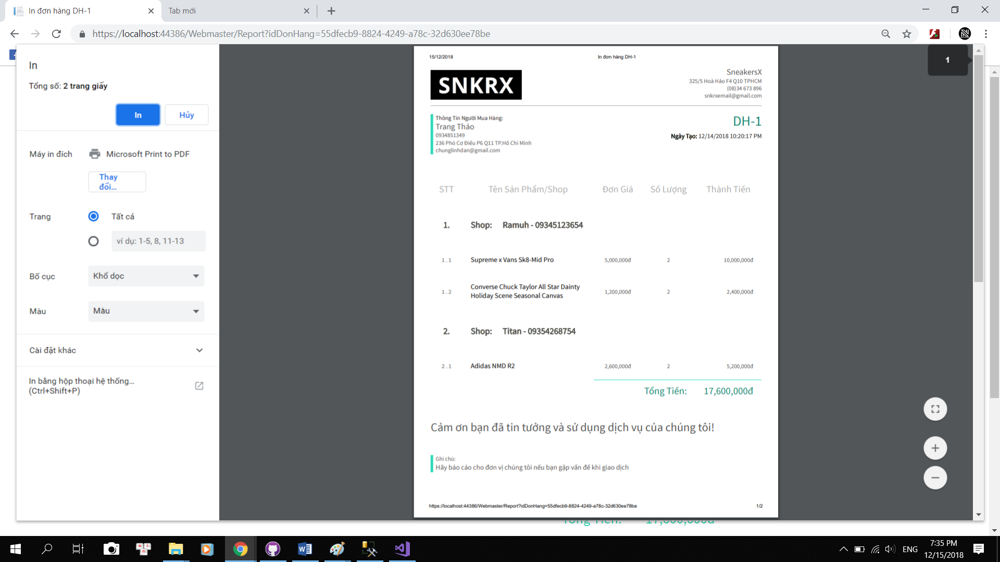 In đơn hàng DH-1
Tab mới
https://localhost:44386/Webmaster/Report?idDonHang=55dfecb9-8824-4249-a78c-32d630ee78be
In
Tổng số: 2 trang giấy
In
Hủy
Máy in đích
Microsoft Print to PDF
Thay
đổi...
Trang
Tất cả
ví dụ: 1-5, 8, 11-13
Bố cục
Khổ dọc
Màu
Màu
Cài đặt khác
In bằng hộp thoại hệ thống...
(Ctrl+Shift+P)
15/12/2018
In đơn hàng DH-1
SNKRX
SneakersX
325/5 Hoà Hảo F4 Q10 TPHCM
(08)34 673 896
snkrxemail@gmail.com
Thông Tin Người Mua Hàng:
Trang Thảo
0934851349
236 Phó Cơ Điều P6 Q11 TP.Hồ Chí Minh
chunglinhdan@gmail.com
DH-1
Ngày Tạo: 12/14/2018 10:20:17 PM
STT Tên Sản Phẩm/Shop Đơn Giá Số Lượng Thành Tiền
1. Shop: Ramuh - 09345123654
1.1 Supreme x Vans Sk8-Mid Pro 5,000,000đ 2 10,000,000đ
1.2 Converse Chuck Taylor All Star Dainty
Holiday Scene Seasonal Canvas 1,200,000đ 2 2,400,000đ
2. Shop: Titan - 09354268754
2.1 Adidas NMD R2 2,600,000đ 2 5,200,000đ
Tổng Tiền: 17,600,000đ
Cảm ơn bạn đã tin tưởng và sử dụng dịch vụ của chúng tôi!
Ghi chú:
Hãy báo cáo cho đơn vị chúng tôi nếu bạn gặp vấn đề khi giao dịch
https://localhost:44386/Webmaster/Report?idDonHang=55dfecb9-8824-4249-a78c-32d630ee78be
1/2
1
Tổng Tiền: 17,600,000đ
ENG
7:35 PM
12/15/2018